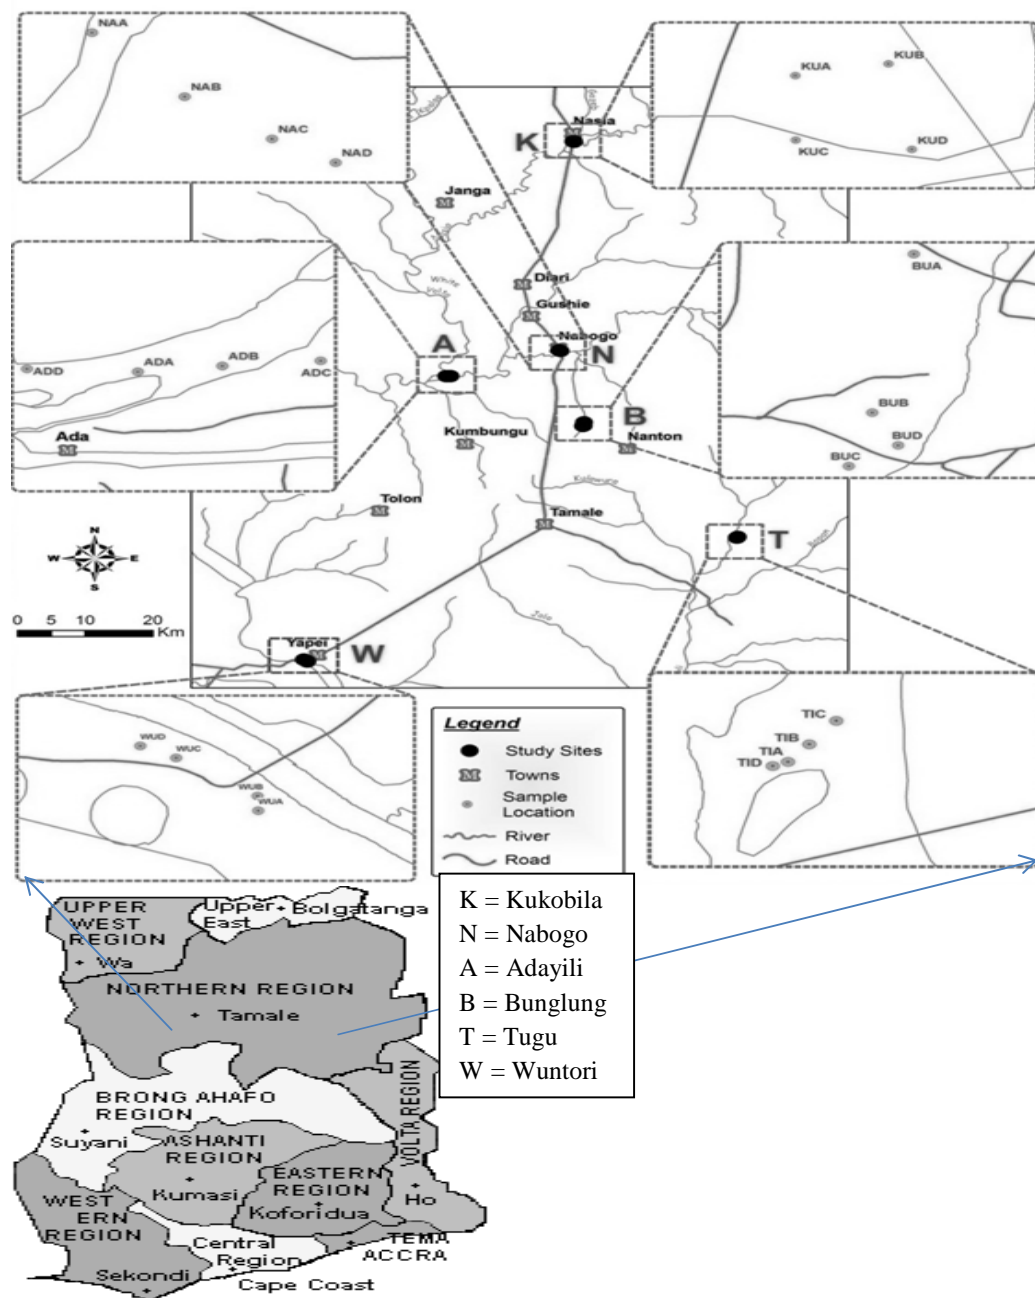 NAA
NAB
NAC
NAD
KUA
KUB
KUC
KUD
K
Nasia
Janga
White
Volta
Diari
Gushie
Nabogo
N
A
ADD
ADA
ADB
ADC
Ada
BUA
BUB
BUD
BUC
B
Kumbungu
Nanton
Tolon
Tamale
T
Jale
N
W
E
S
0 5 10 20
Km
Yapei
W
WUD
WUC
WUB
WUA
TIC
TIB
TIA
TID
Legend
Study Sites
M Towns
Sample
Location
River
Road
K = Kukobila
N = Nabogo
A = Adayili
B = Bunglung
T = Tugu
W = Wuntori
UPPER
WEST
REGION
Wa
Upper
East
Bolgatanga
NORTHERN REGION
Tamale
BRONG AHAFO
REGION
Suyani
ASHANTI
REGION
Kumasi
EASTERN
REGION
Koforidua
VOLTA REGION
Ho
WEST
ERN
REGION
Sekondi
Central
Region
Cape Coast
TEMA
ACCRA